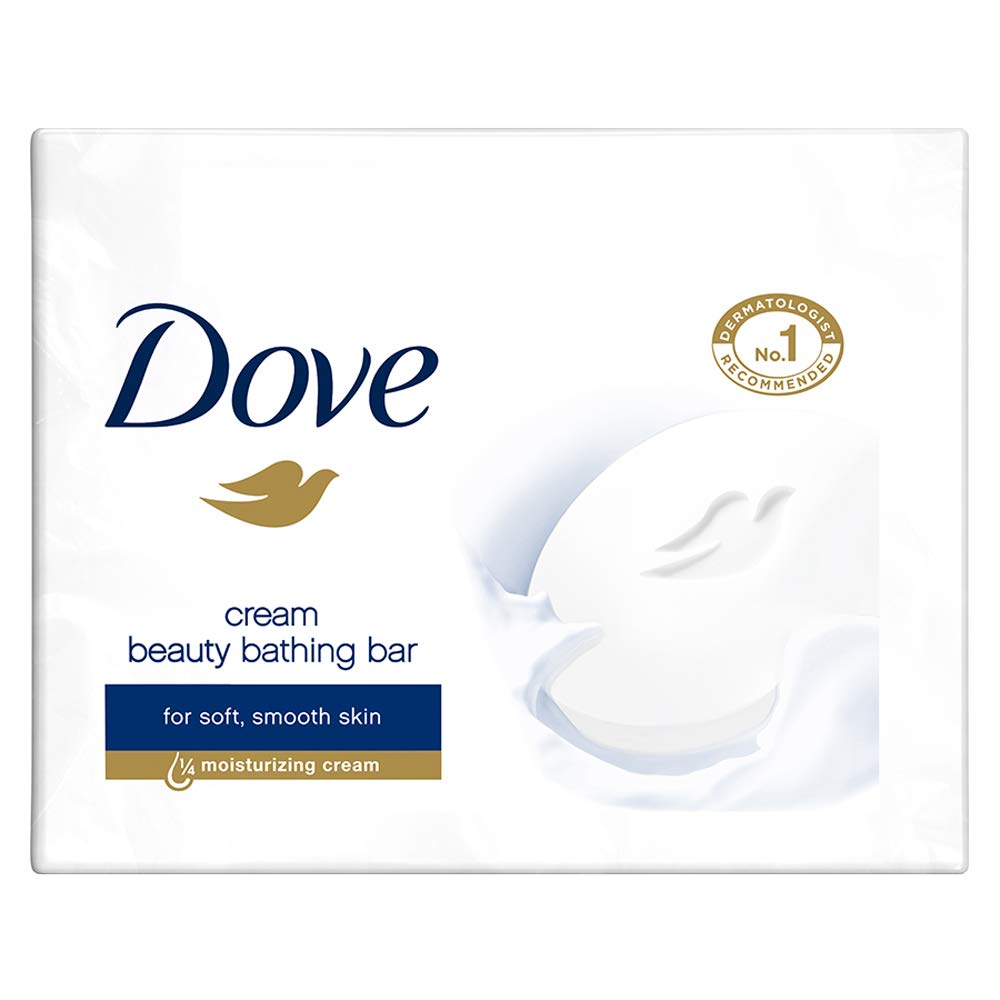 Dove
DERMATOLOGIST
No.1
RECOMMENDED
cream
beauty bathing bar
for soft, smooth skin
¼ moisturizing cream